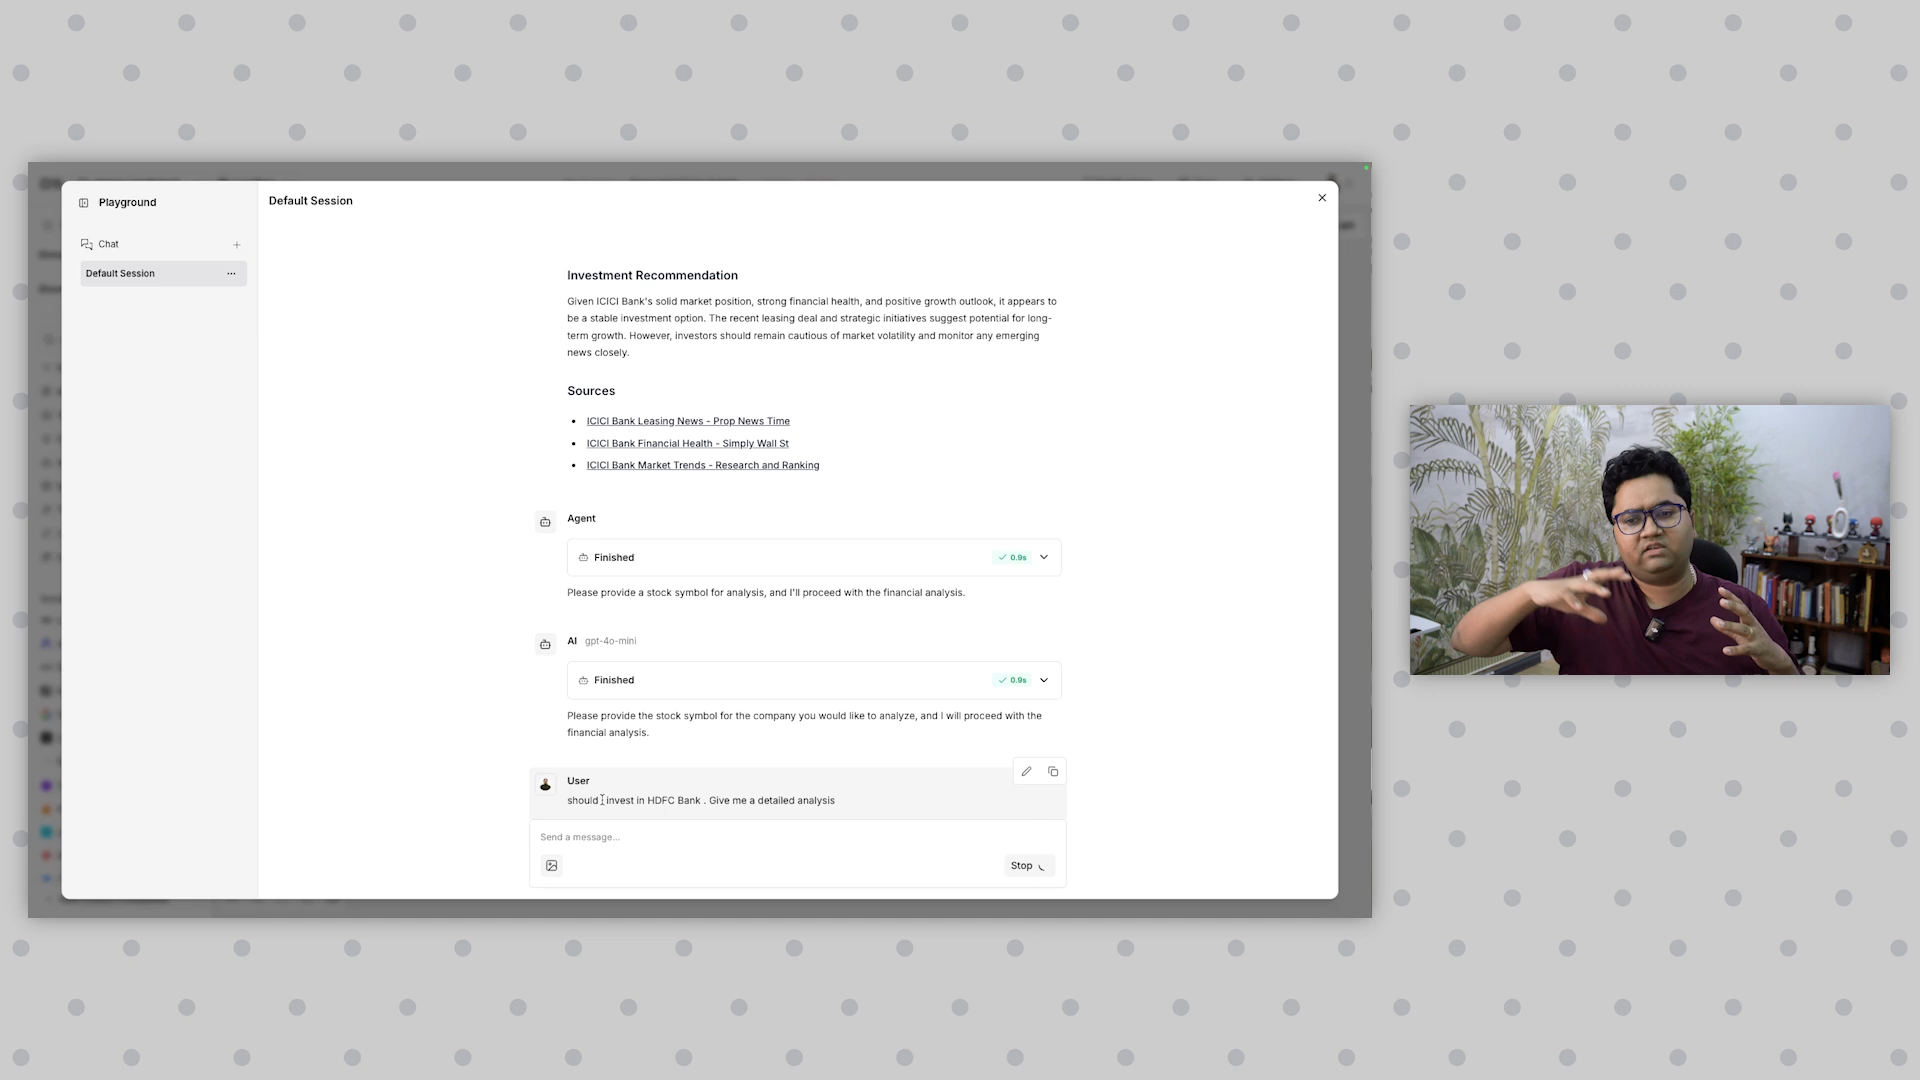 Playground
Default Session
Chat
Default Session
Investment Recommendation
Given ICICI Bank's solid market position, strong financial health, and positive growth outlook, it appears to
be a stable investment option. The recent leasing deal and strategic initiatives suggest potential for long-
term growth. However, investors should remain cautious of market volatility and monitor any emerging
news closely.
Sources
ICICI Bank Leasing News - Prop News Time
ICICI Bank Financial Health - Simply Wall St
ICICI Bank Market Trends - Research and Ranking
Agent
Finished 0.9s
Please provide a stock symbol for analysis, and I'll proceed with the financial analysis.
AI gpt-4o-mini
Finished 0.9s
Please provide the stock symbol for the company you would like to analyze, and I will proceed with the
financial analysis.
User
should invest in HDFC Bank . Give me a detailed analysis
Send a message...
Stop